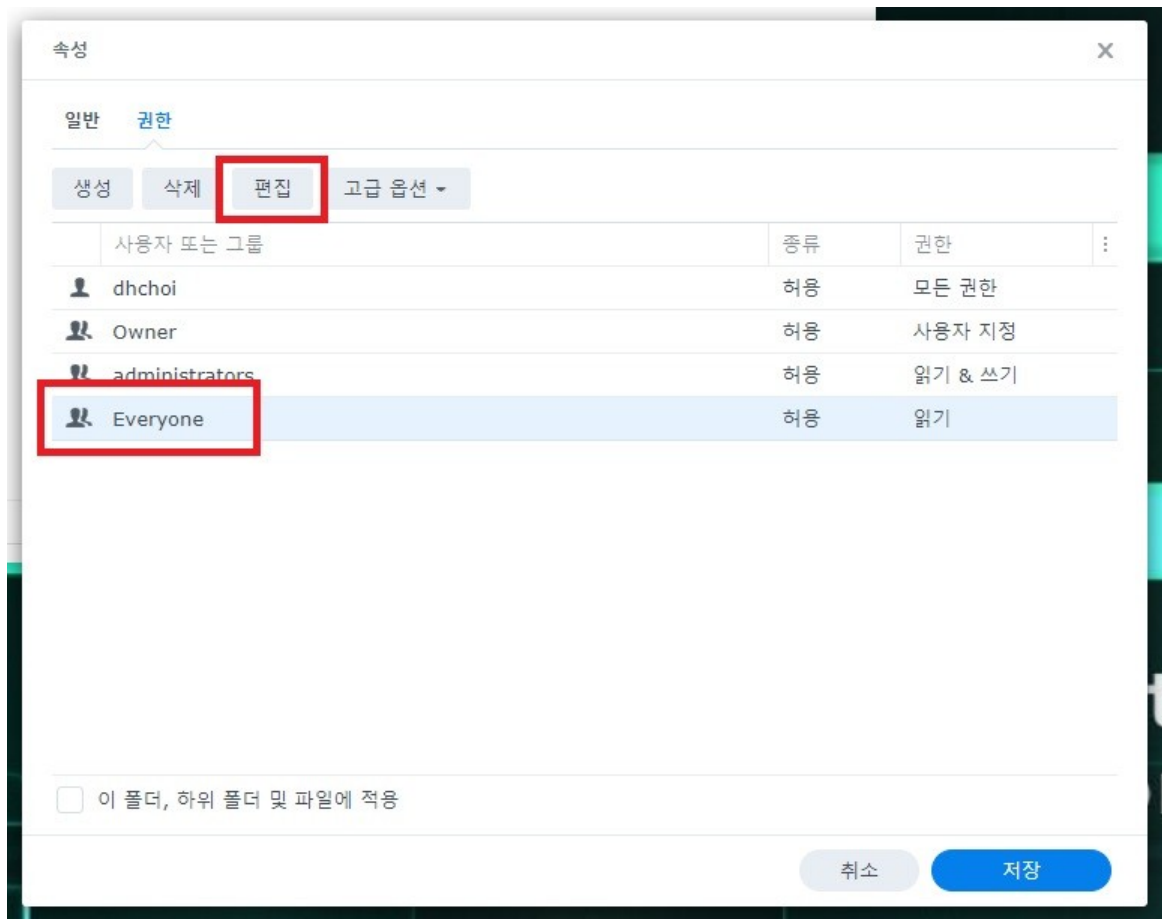 속성
일반 권한
생성 삭제 편집 고급 옵션
사용자 또는 그룹 종류 권한
dhchoi 허용 모든 권한
Owner 허용 사용자 지정
administrators 허용 읽기 & 쓰기
Everyone 허용 읽기
이 폴더, 하위 폴더 및 파일에 적용
취소 저장